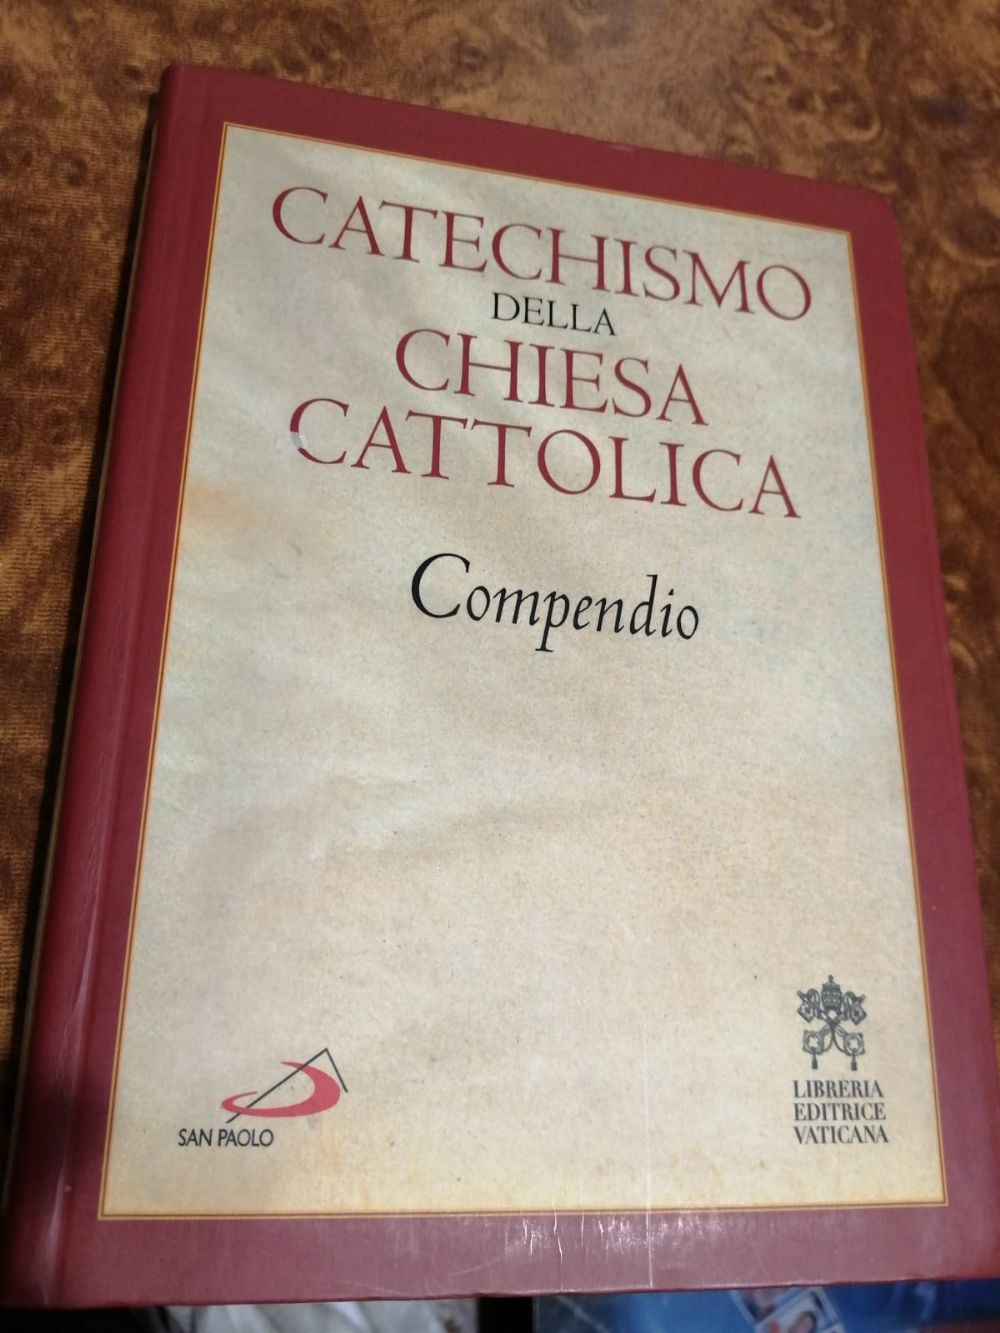 CATECHISMO
DELLA
CHIESA
CATTOLICA
Compendio
SAN PAOLO
LIBRERIA
EDITRICE
VATICANA